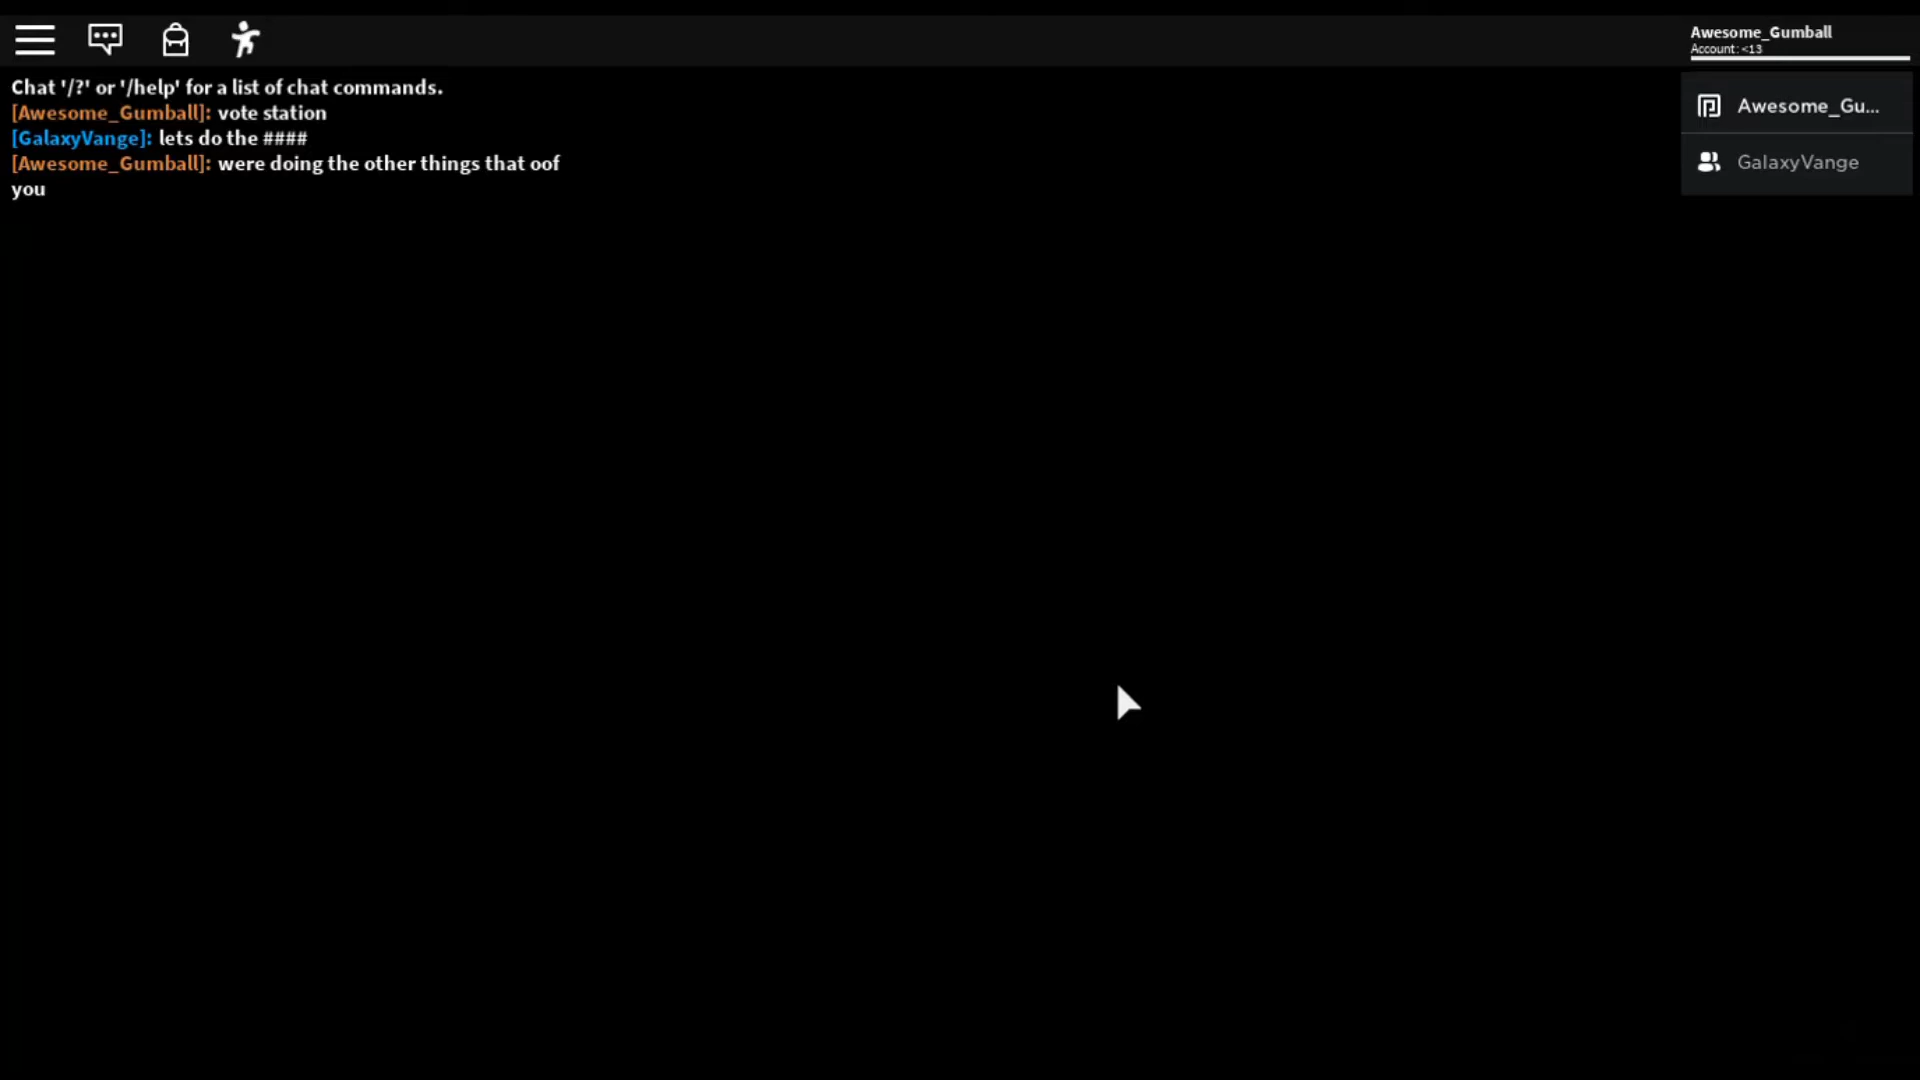 Awesome_Gumball
Account: <13
Chat '/?' or '/help' for a list of chat commands.
[Awesome_Gumball]: vote station
[GalaxyVange]: lets do the ####
[Awesome_Gumball]: were doing the other things that oof
you
Awesome_Gu...
GalaxyVange